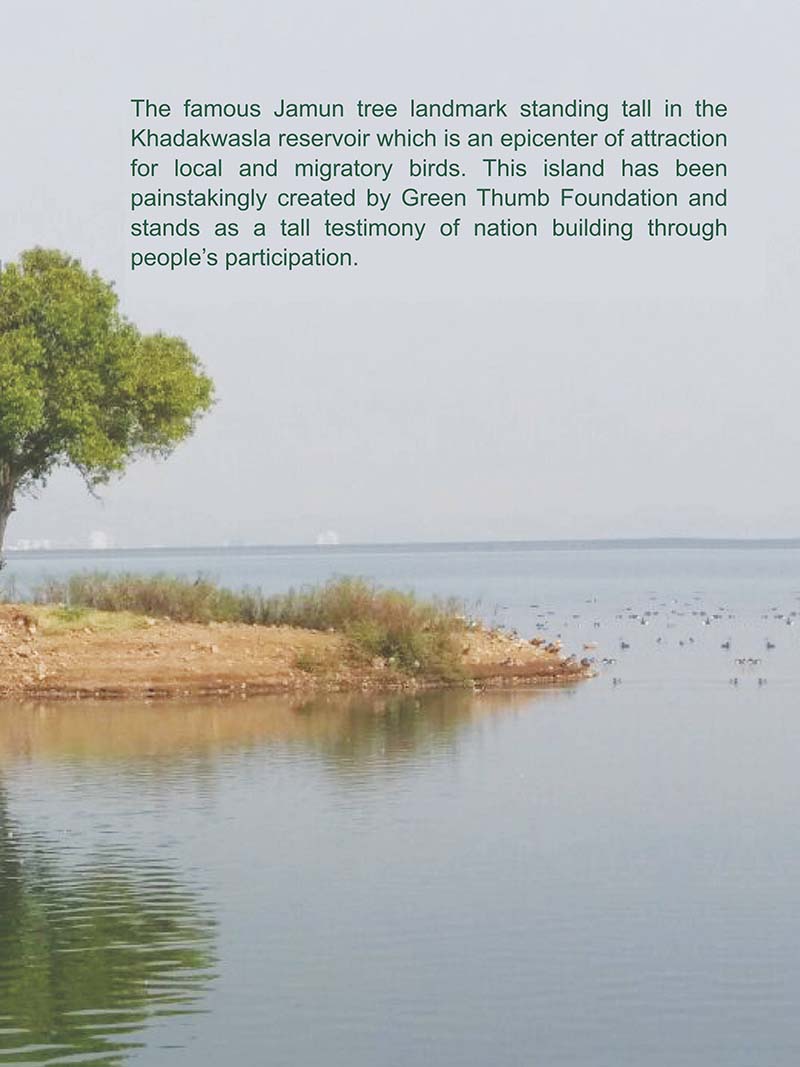 The famous Jamun tree landmark standing tall in the
Khadakwasla reservoir which is an epicenter of attraction
for local and migratory birds. This island has been
painstakingly created by Green Thumb Foundation and
stands as a tall testimony of nation building through
people’s participation.